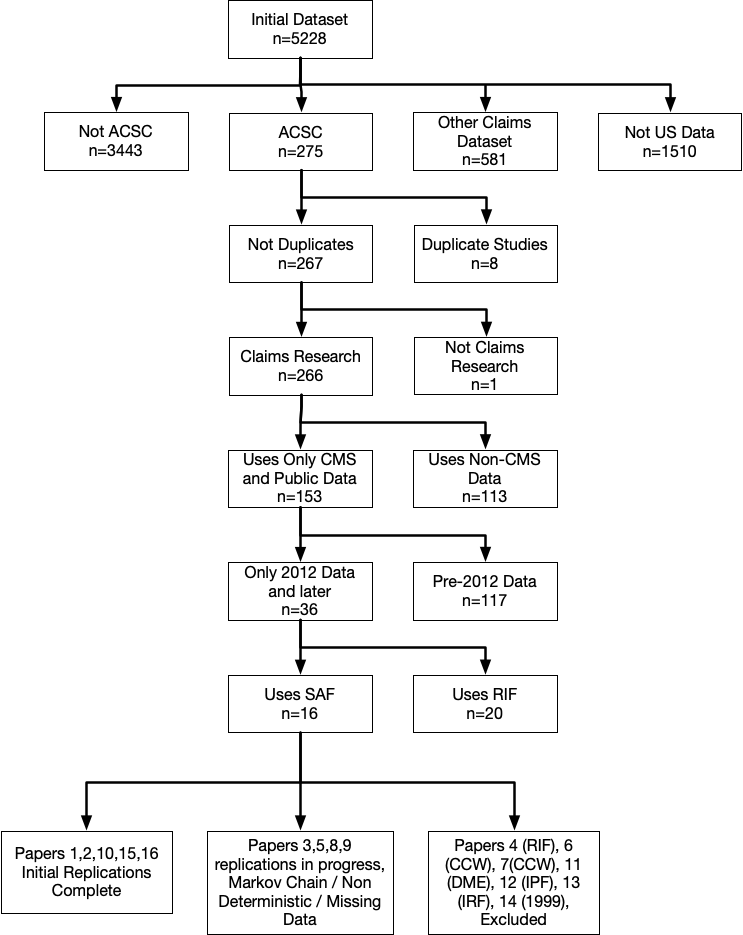 Initial Dataset
n=5228
Not ACSC
n=3443
ACSC
n=275
Other Claims
Dataset
n=581
Not US Data
n=1510
Not Duplicates
n=267
Duplicate Studies
n=8
Claims Research
n=266
Not Claims
Research
n=1
Uses Only CMS
and Public Data
n=153
Uses Non-CMS
Data
n=113
Only 2012 Data
and later
n=36
Pre-2012 Data
n=117
Uses SAF
n=16
Uses RIF
n=20
Papers 1,2,10,15,16
Initial Replications
Complete
Papers 3,5,8,9
replications in progress,
Markov Chain / Non
Deterministic / Missing
Data
Papers 4 (RIF), 6
(CCW), 7(CCW), 11
(DME), 12 (IPF), 13
(IRF), 14 (1999),
Excluded